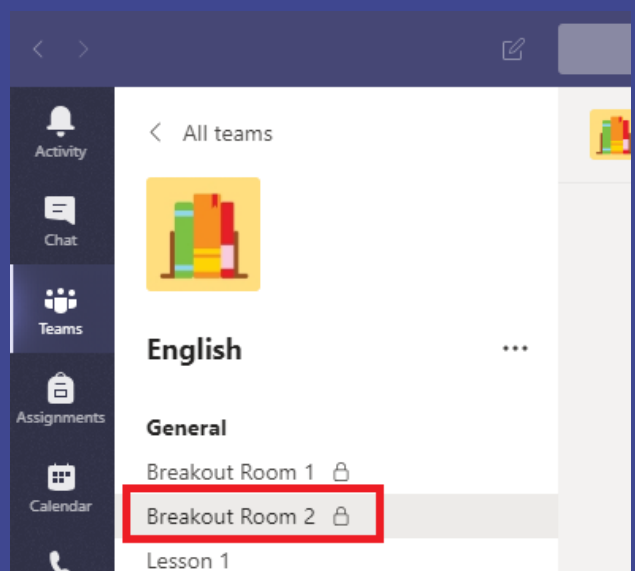 Activity
Chat
Teams
Assignments
Calendar
All teams
English
General
Breakout Room 1
Breakout Room 2
Lesson 1